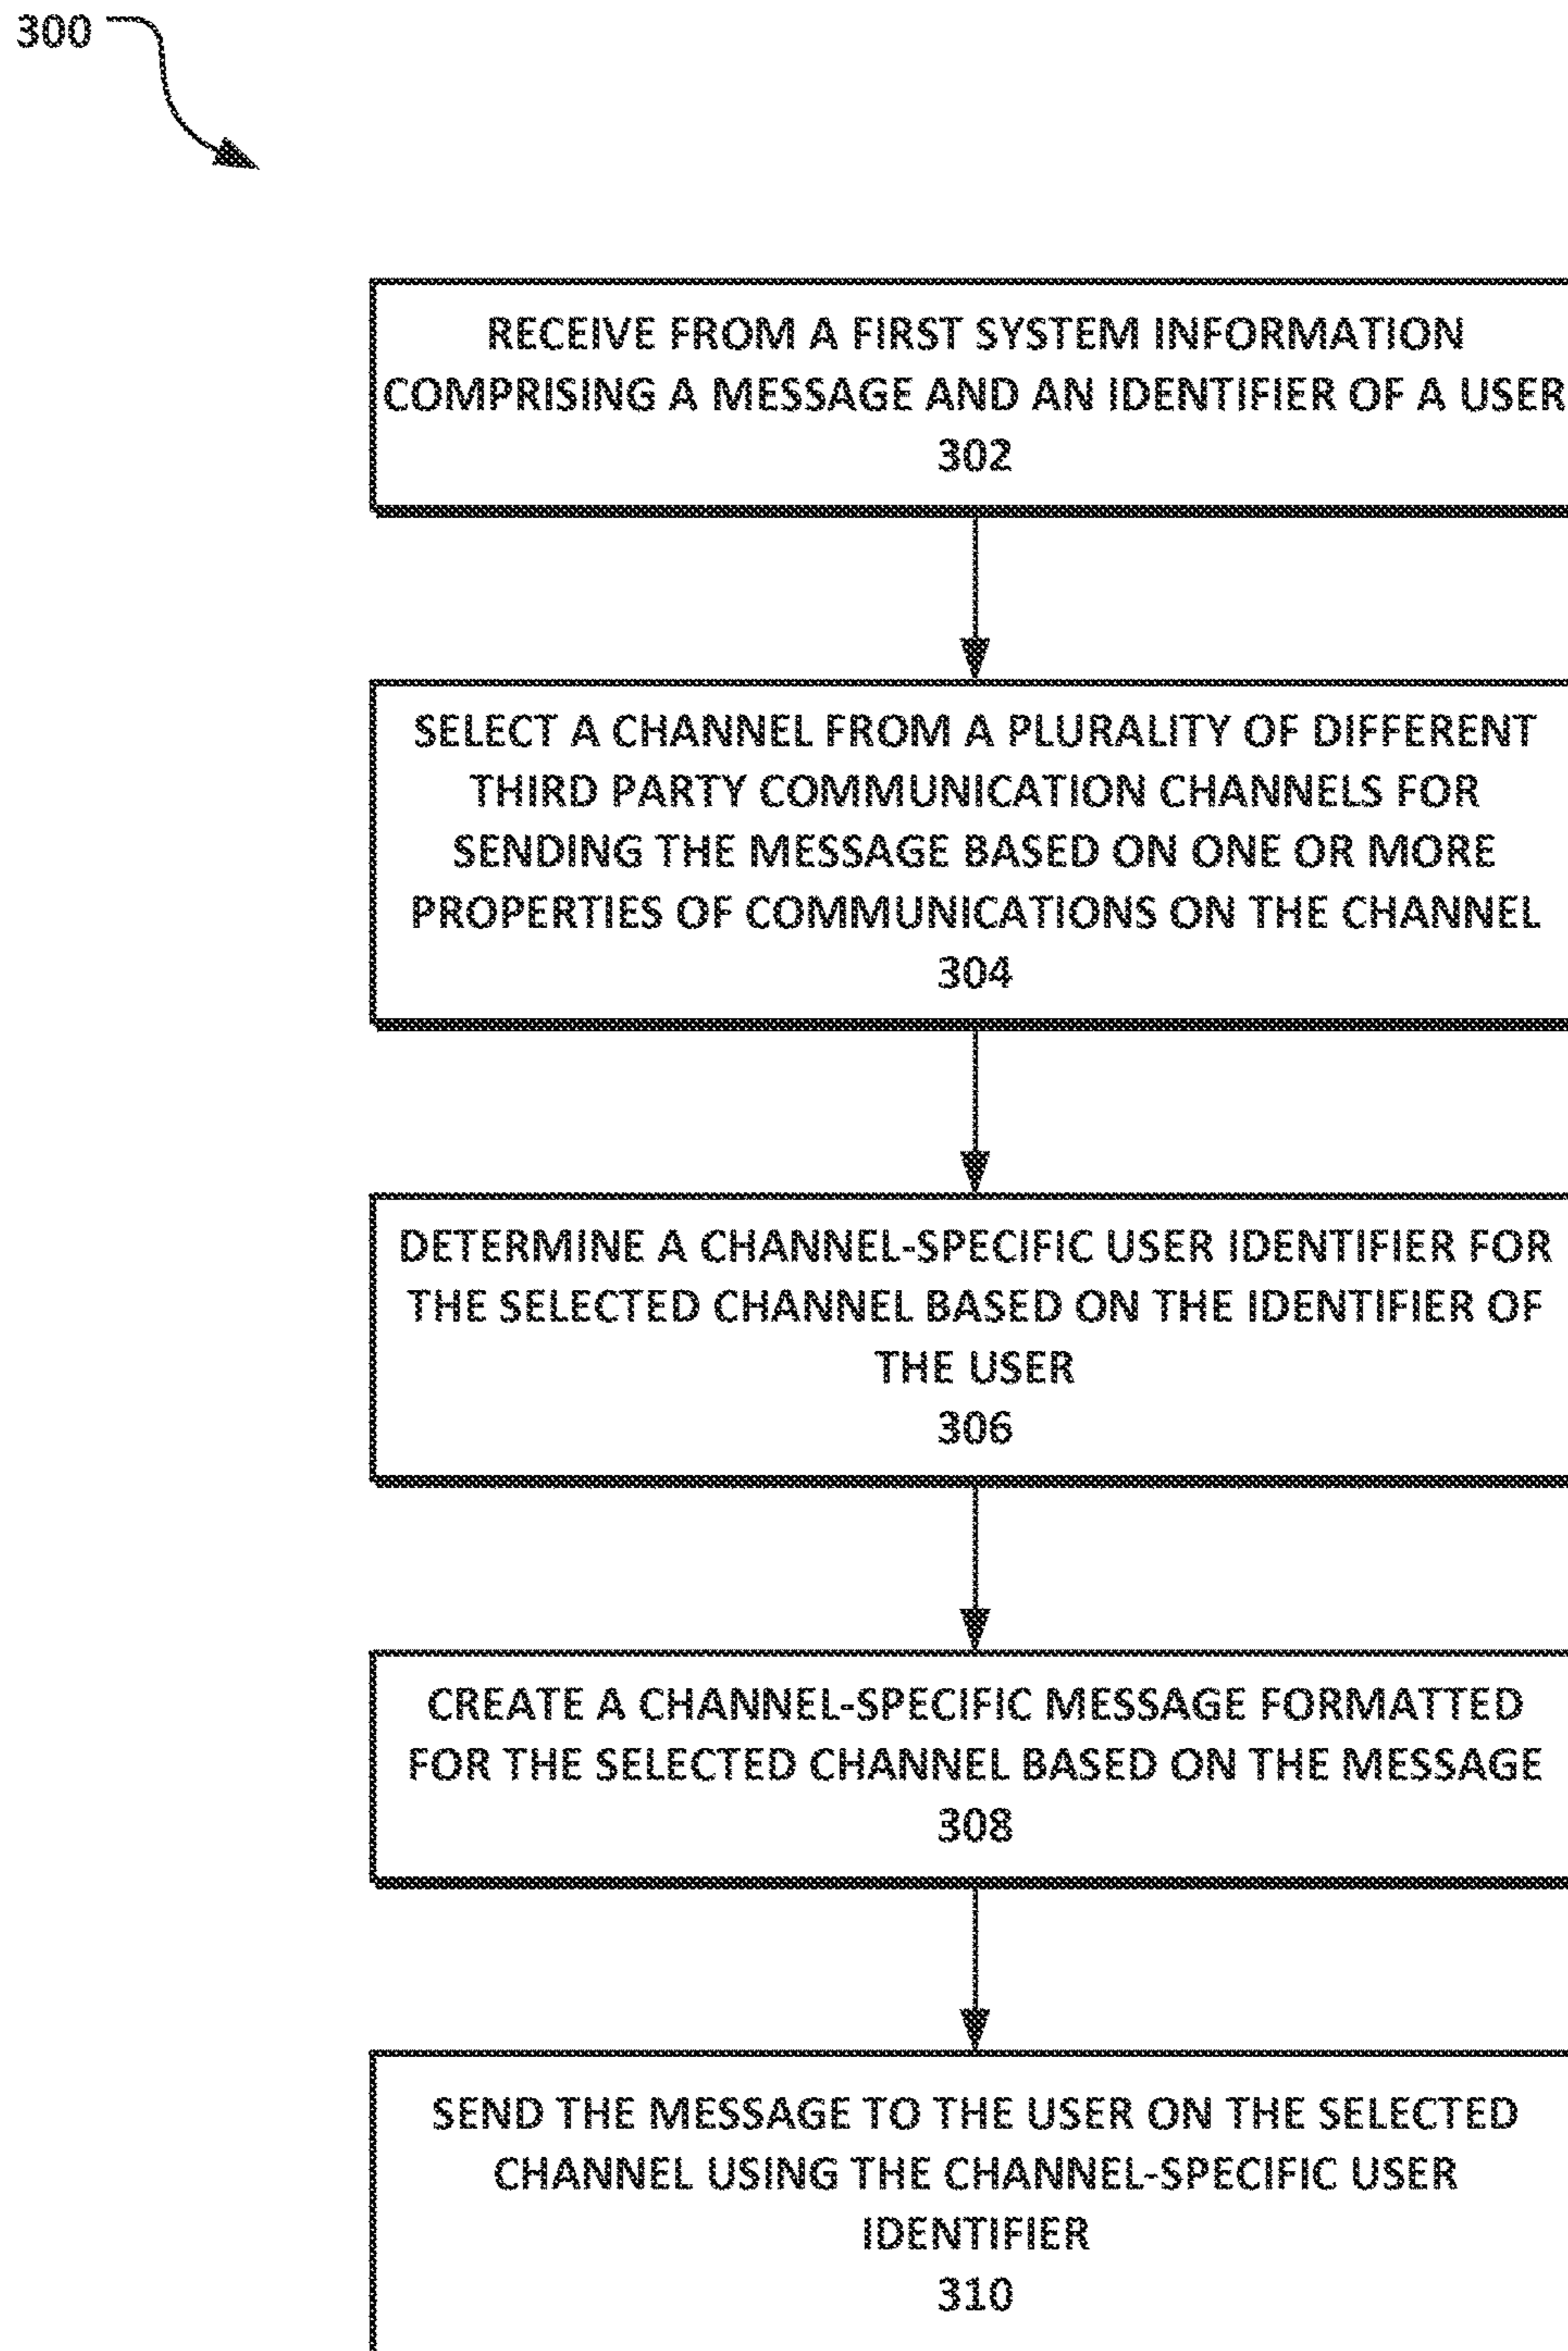 300
RECEIVE FROM A FIRST SYSTEM INFORMATION
COMPRISING A MESSAGE AND AN IDENTIFIER OF A USER
302
SELECT A CHANNEL FROM A PLURALITY OF DIFFERENT
THIRD PARTY COMMUNICATION CHANNELS FOR
SENDING THE MESSAGE BASED ON ONE OR MORE
PROPERTIES OF COMMUNICATIONS ON THE CHANNEL
304
DETERMINE A CHANNEL-SPECIFIC USER IDENTIFIER FOR
THE SELECTED CHANNEL BASED ON THE IDENTIFIER OF
THE USER
306
CREATE A CHANNEL-SPECIFIC MESSAGE FORMATTED
FOR THE SELECTED CHANNEL BASED ON THE MESSAGE
308
SEND THE MESSAGE TO THE USER ON THE SELECTED
CHANNEL USING THE CHANNEL-SPECIFIC USER
IDENTIFIER
310